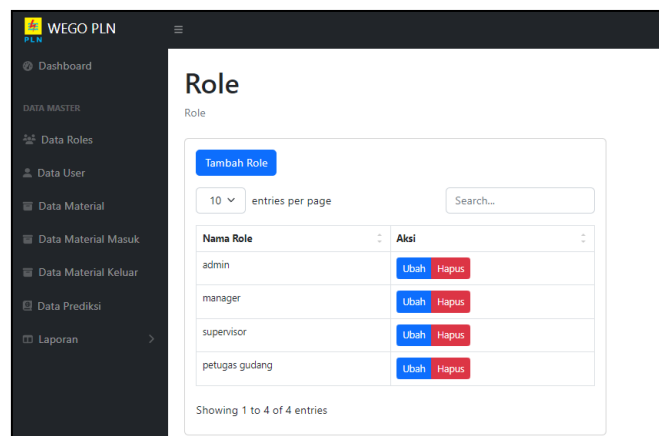 WEGO PLN
PLN
Dashboard
DATA MASTER
Data Roles
Data User
Data Material
Data Material Masuk
Data Material Keluar
Data Prediksi
Laporan
Role
Role
Tambah Role
10 entries per page
Search...
Nama Role Aksi
admin Ubah Hapus
manager Ubah Hapus
supervisor Ubah Hapus
petugas gudang Ubah Hapus
Showing 1 to 4 of 4 entries